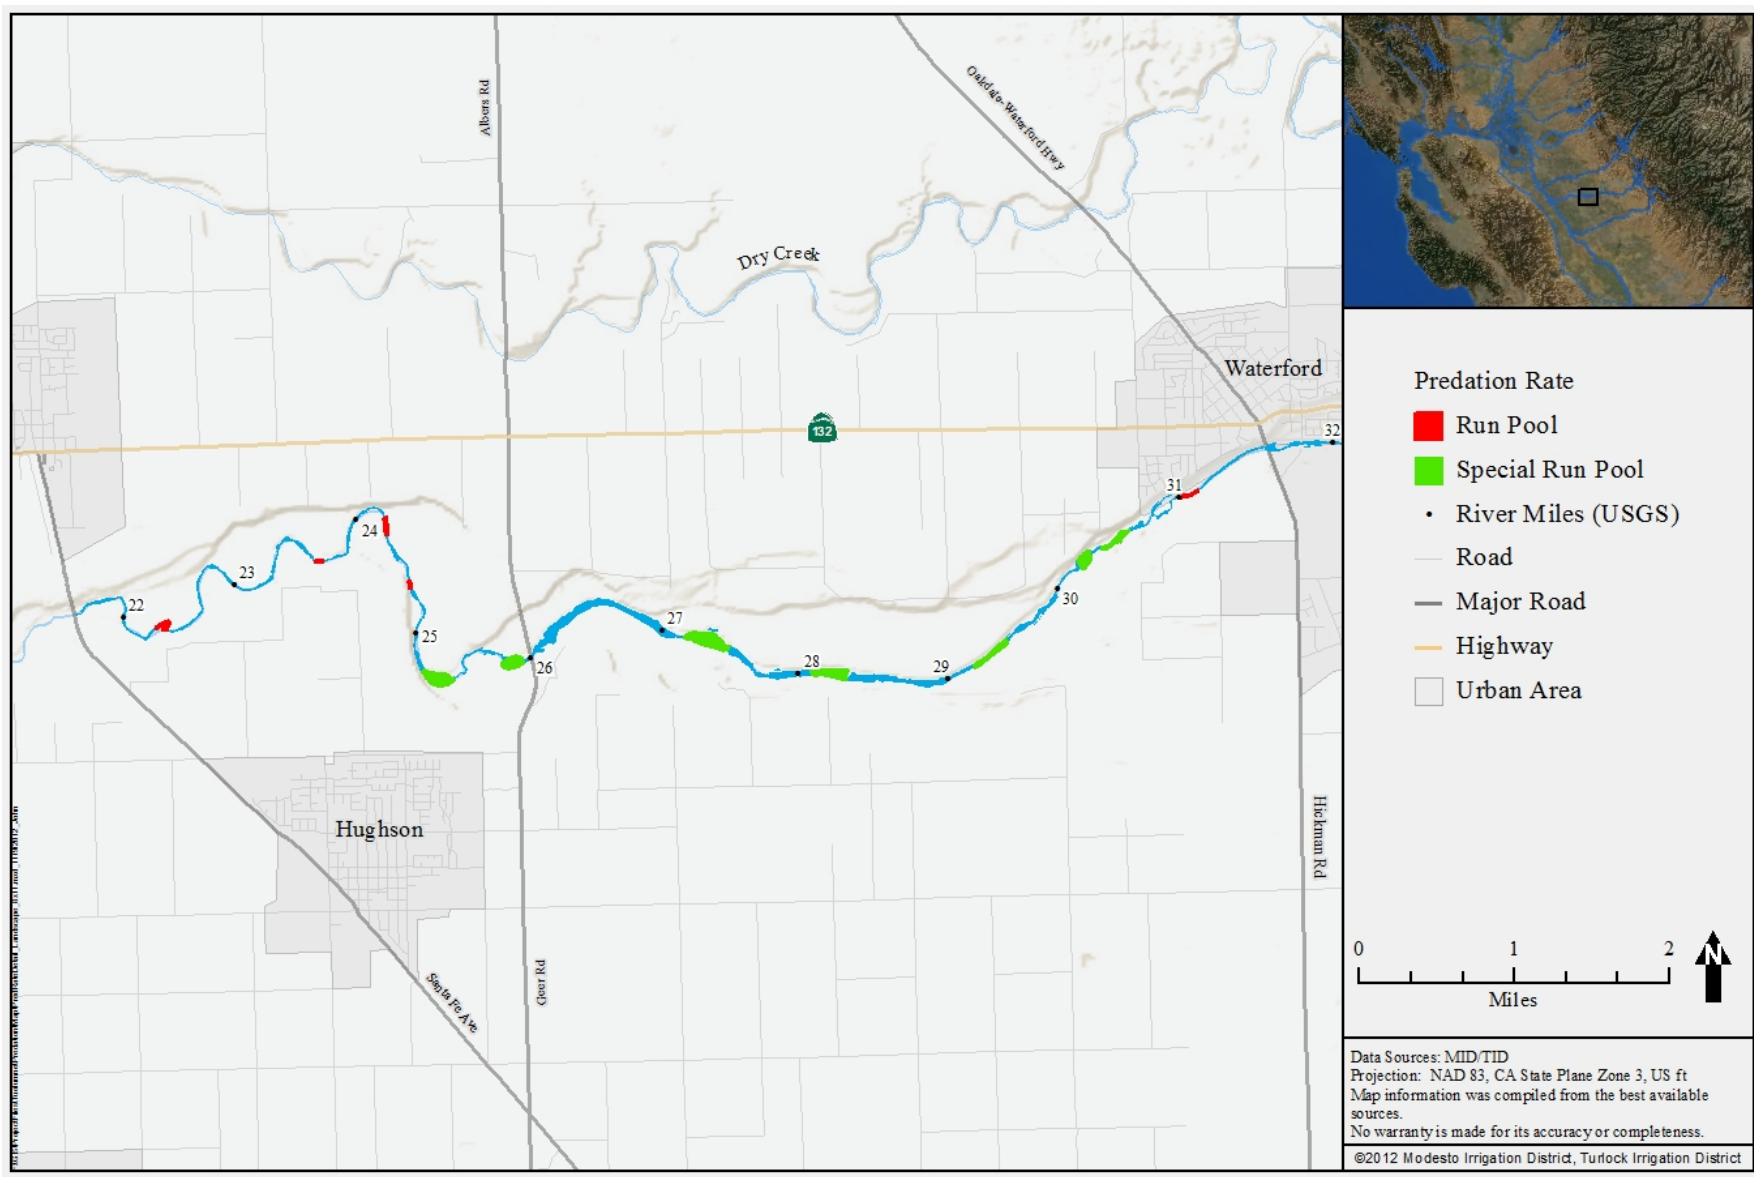 Albers Rd
Oakdale-Waterford Hwy
Dry Creek
Waterford
132
32
31
24
23
22
25
26
27
28
29
30
Hughson
Santa Fe Ave
Geer Rd
Hickman Rd
Predation Rate
Run Pool
Special Run Pool
River Miles (USGS)
Road
Major Road
Highway
Urban Area
0 1 2
Miles
N
Data Sources: MID/TID
Projection: NAD 83, CA State Plane Zone 3, US ft
Map information was compiled from the best available
sources.
No warranty is made for its accuracy or completeness.
©2012 Modesto Irrigation District, Turlock Irrigation District